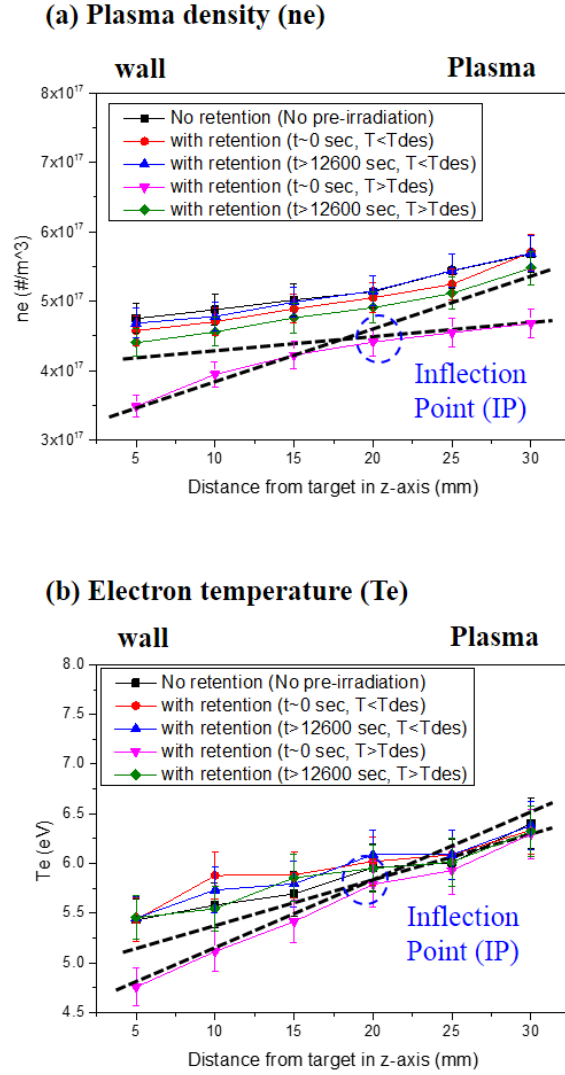 (a) Plasma density (ne)
wall Plasma
8x10^17
7x10^17
6x10^17
5x10^17
4x10^17
3x10^17
ne (#/m^3)
No retention (No pre-irradiation)
with retention (t~0 sec, T<Tdes)
with retention (t>12600 sec, T<Tdes)
with retention (t~0 sec, T>Tdes)
with retention (t>12600 sec, T>Tdes)
Inflection
Point (IP)
5 10 15 20 25 30
Distance from target in z-axis (mm)
(b) Electron temperature (Te)
wall Plasma
8.0
7.5
7.0
6.5
6.0
5.5
5.0
4.5
Te (eV)
No retention (No pre-irradiation)
with retention (t~0 sec, T<Tdes)
with retention (t>12600 sec, T<Tdes)
with retention (t~0 sec, T>Tdes)
with retention (t>12600 sec, T>Tdes)
Inflection
Point (IP)
5 10 15 20 25 30
Distance from target in z-axis (mm)